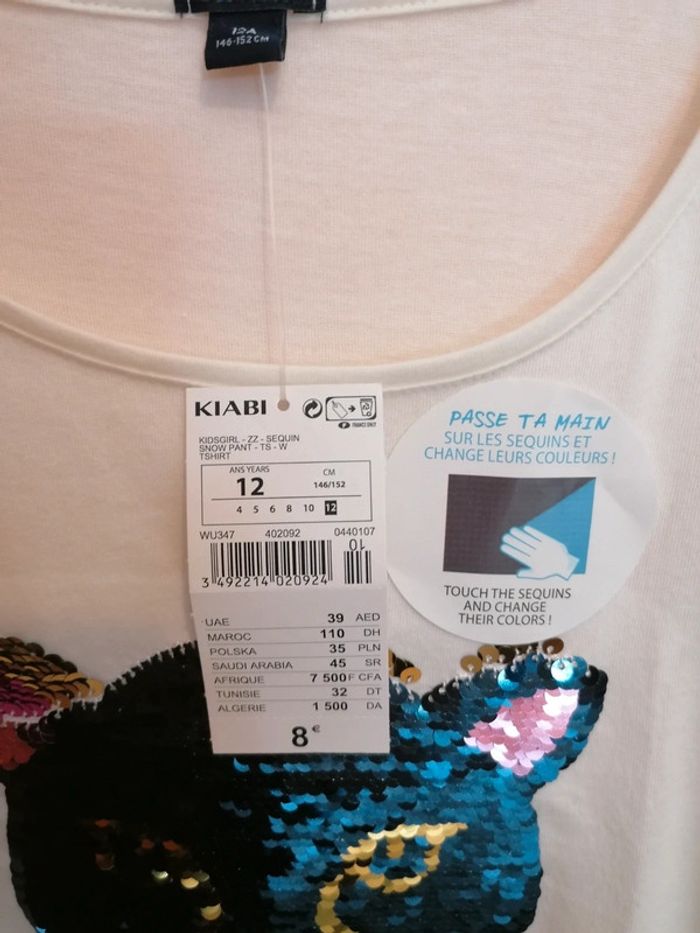 12A
146-152CM
KIABI
FRANCE ONLY
KIDSGIRL - ZZ - SEQUIN
SNOW PANT - TS - W
TSHIRT
ANS YEARS CM
12 146/152
4 5 6 8 10 12
WU347 402092 0440107
01
3 492214 020924
UAE 39 AED
MAROC 110 DH
POLSKA 35 PLN
SAUDI ARABIA 45 SR
AFRIQUE 7 500 F CFA
TUNISIE 32 DT
ALGERIE 1 500 DA
8€
PASSE TA MAIN
SUR LES SEQUINS ET
CHANGE LEURS COULEURS !
TOUCH THE SEQUINS
AND CHANGE
THEIR COLORS !